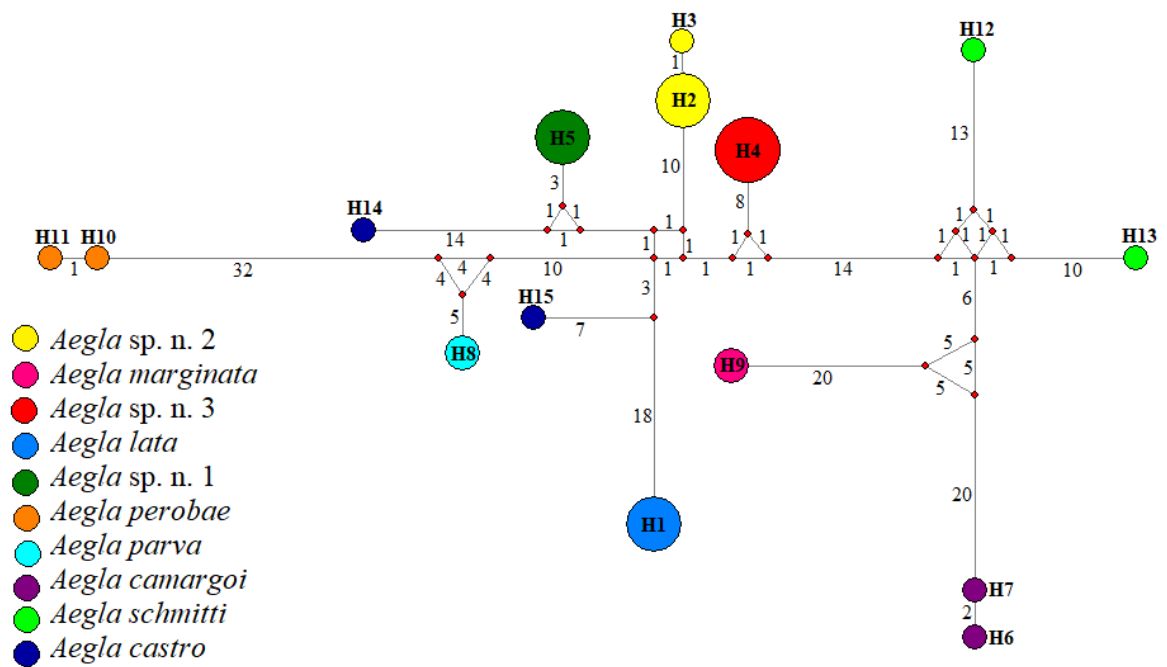 H3
H12
1
H2
H5
H4
13
10
3
8
H14
1 1
1
1 1
1 1
H11
H10
14
1
1
1
1
1 1 1 1
H13
1
32
4
4
4
10
1
1
1
14
1
1
10
5
H15
7
3
6
H8
H9
20
5
5
5
18
20
H1
H7
2
H6
Aegla sp. n. 2
Aegla marginata
Aegla sp. n. 3
Aegla lata
Aegla sp. n. 1
Aegla perobae
Aegla parva
Aegla camargoi
Aegla schmitti
Aegla castro